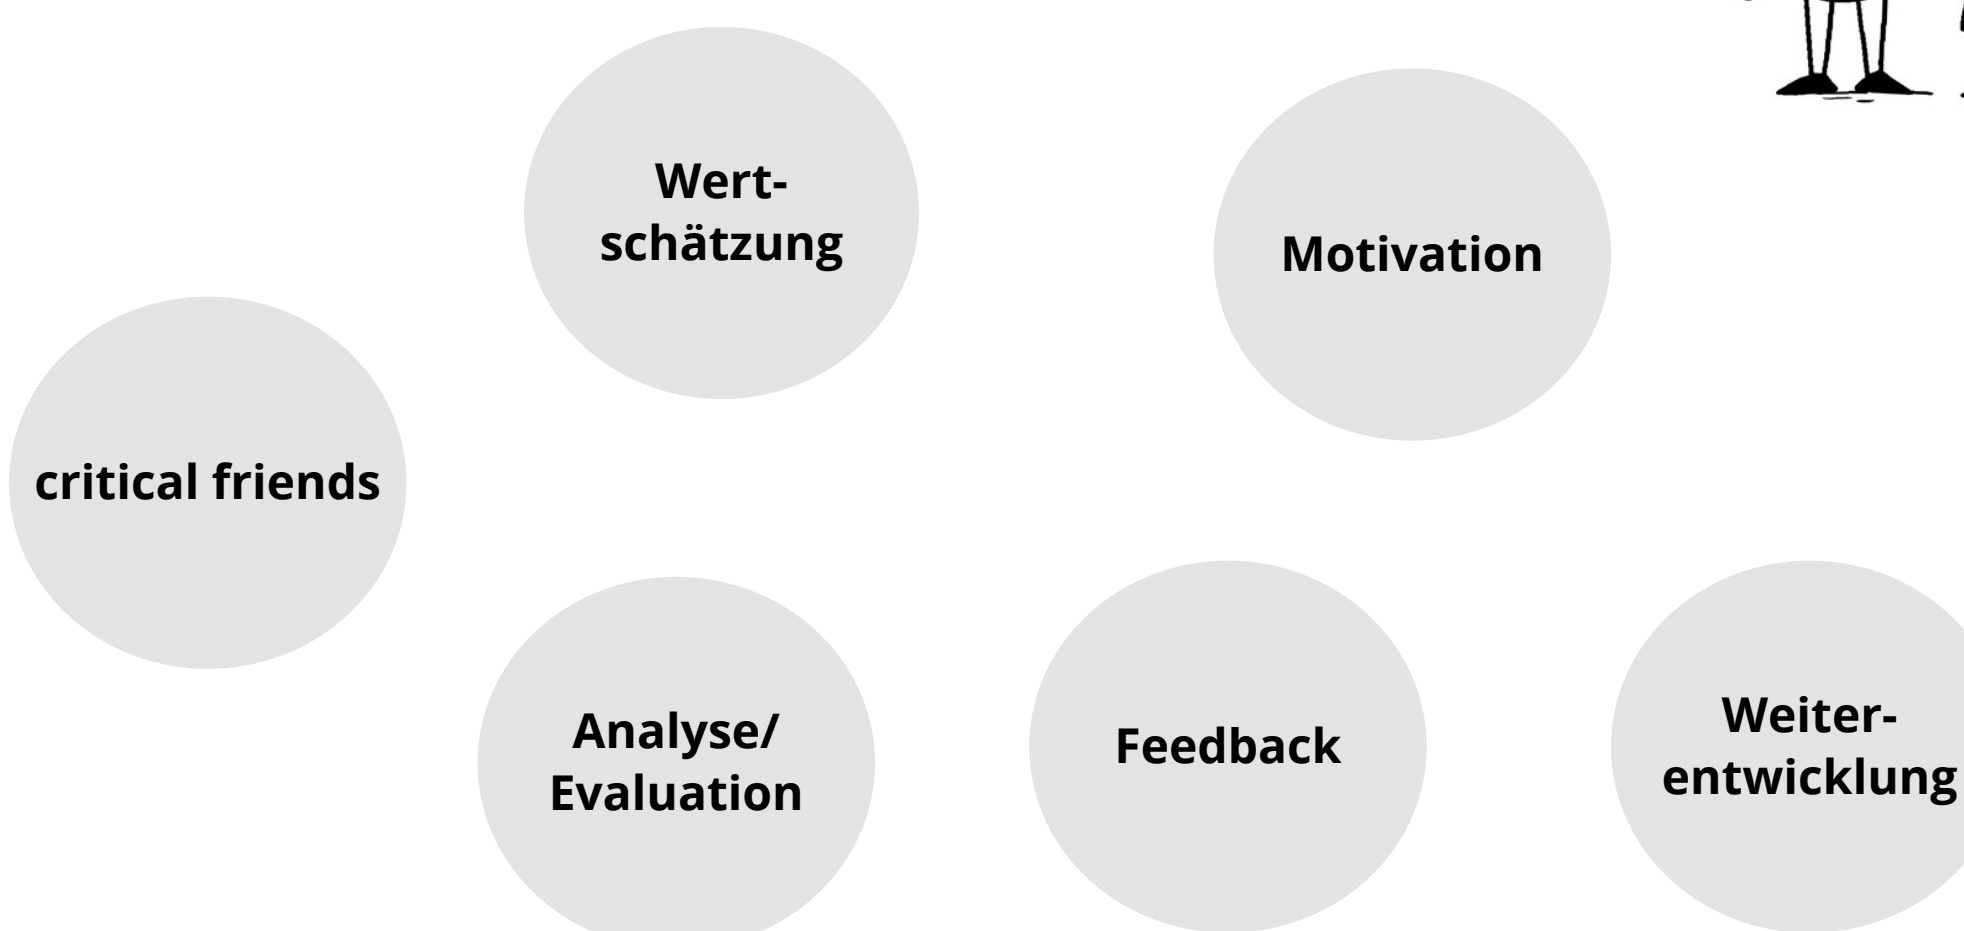 Wert-
schätzung
Motivation
critical friends
Analyse/
Evaluation
Feedback
Weiter-
entwicklung